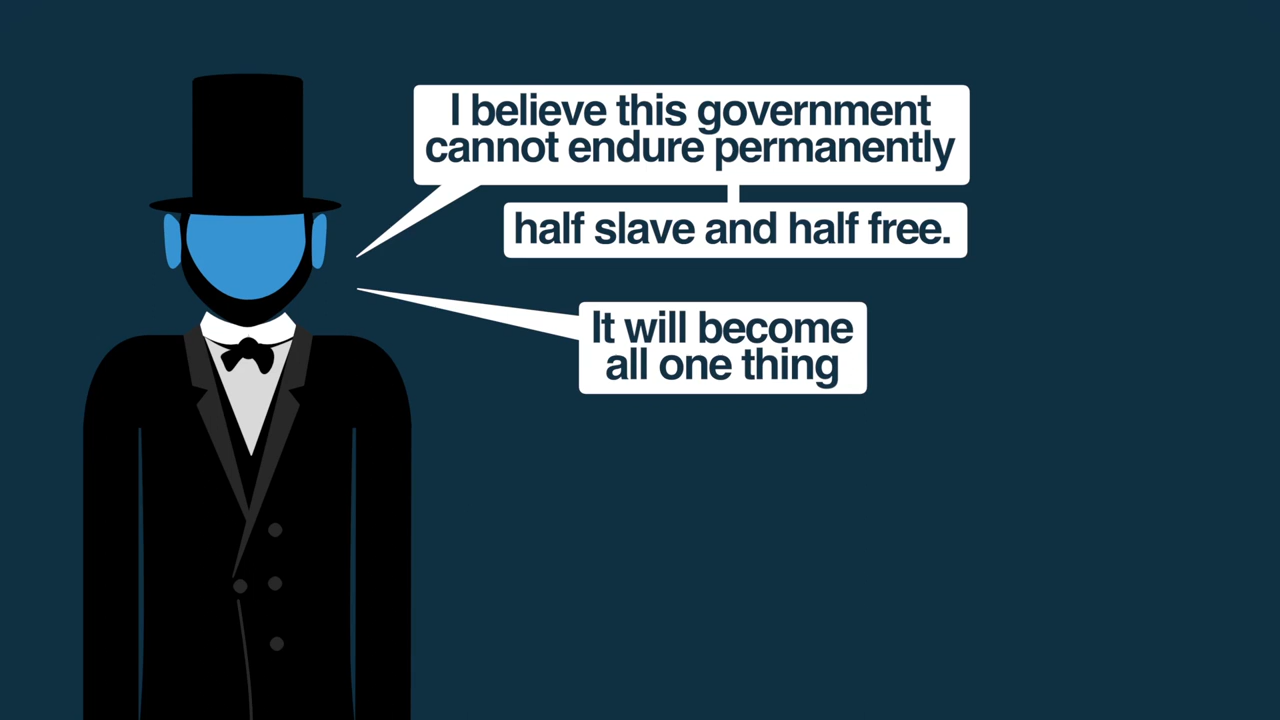 I believe this government
cannot endure permanently
half slave and half free.
It will become
all one thing